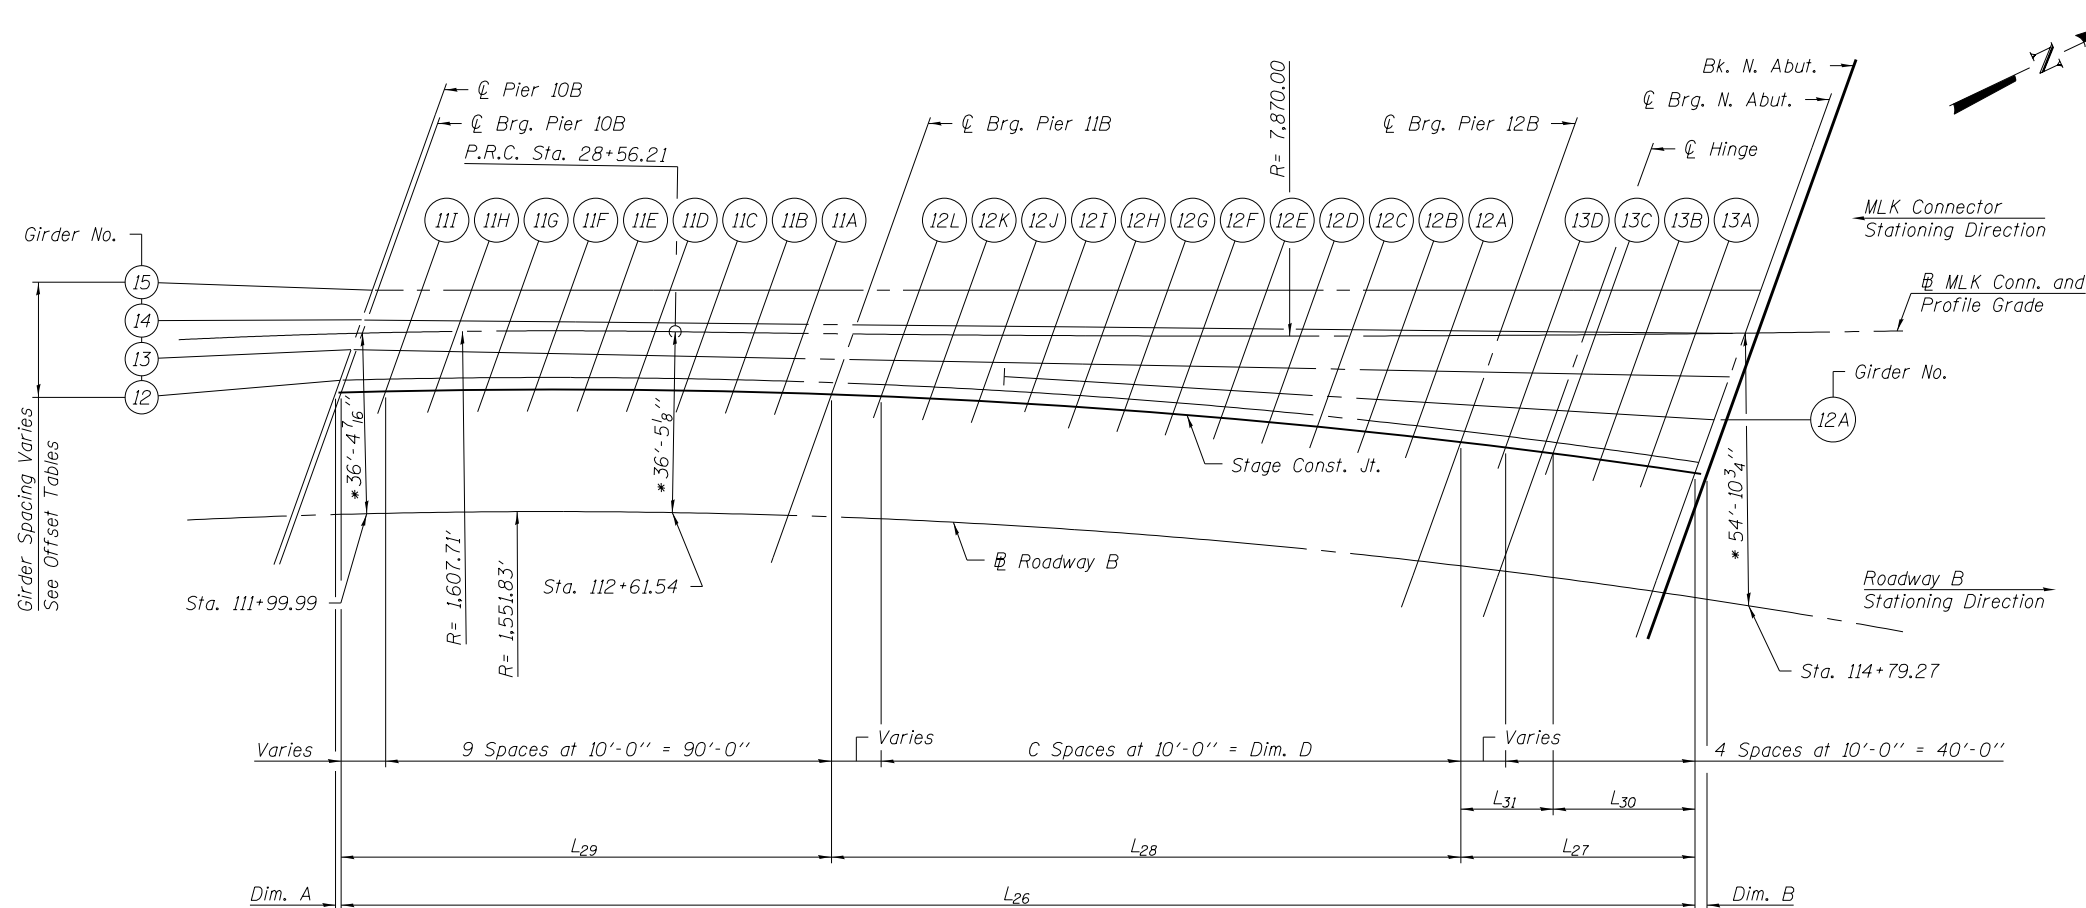 N
Bk. N. Abut.
℄ Pier 10B
℄ Brg. N. Abut.
℄ Brg. Pier 10B
℄ Brg. Pier 11B
℄ Brg. Pier 12B
P.R.C. Sta. 28+56.21
R= 7,870.00
℄ Hinge
11I 11H 11G 11F 11E 11D 11C 11B 11A 12L 12K 12J 12I 12H 12G 12F 12E 12D 12C 12B 12A 13D 13C 13B 13A
MLK Connector
Stationing Direction
Girder No.
15
14
13
12
Girder Spacing Varies
See Offset Tables
℄ MLK Conn. and
Profile Grade
Girder No.
12A
*36'-4 7/16"
*36'-5 1/8"
*54'-10 3/4"
Stage Const. Jt.
R= 1,607.71'
R= 1,551.83'
℄ Roadway B
Sta. 111+99.99
Sta. 112+61.54
Roadway B
Stationing Direction
Sta. 114+79.27
Varies
9 Spaces at 10'-0" = 90'-0"
Varies
C Spaces at 10'-0" = Dim. D
Varies
4 Spaces at 10'-0" = 40'-0"
L31
L30
L29
L28
L27
Dim. A
L26
Dim. B